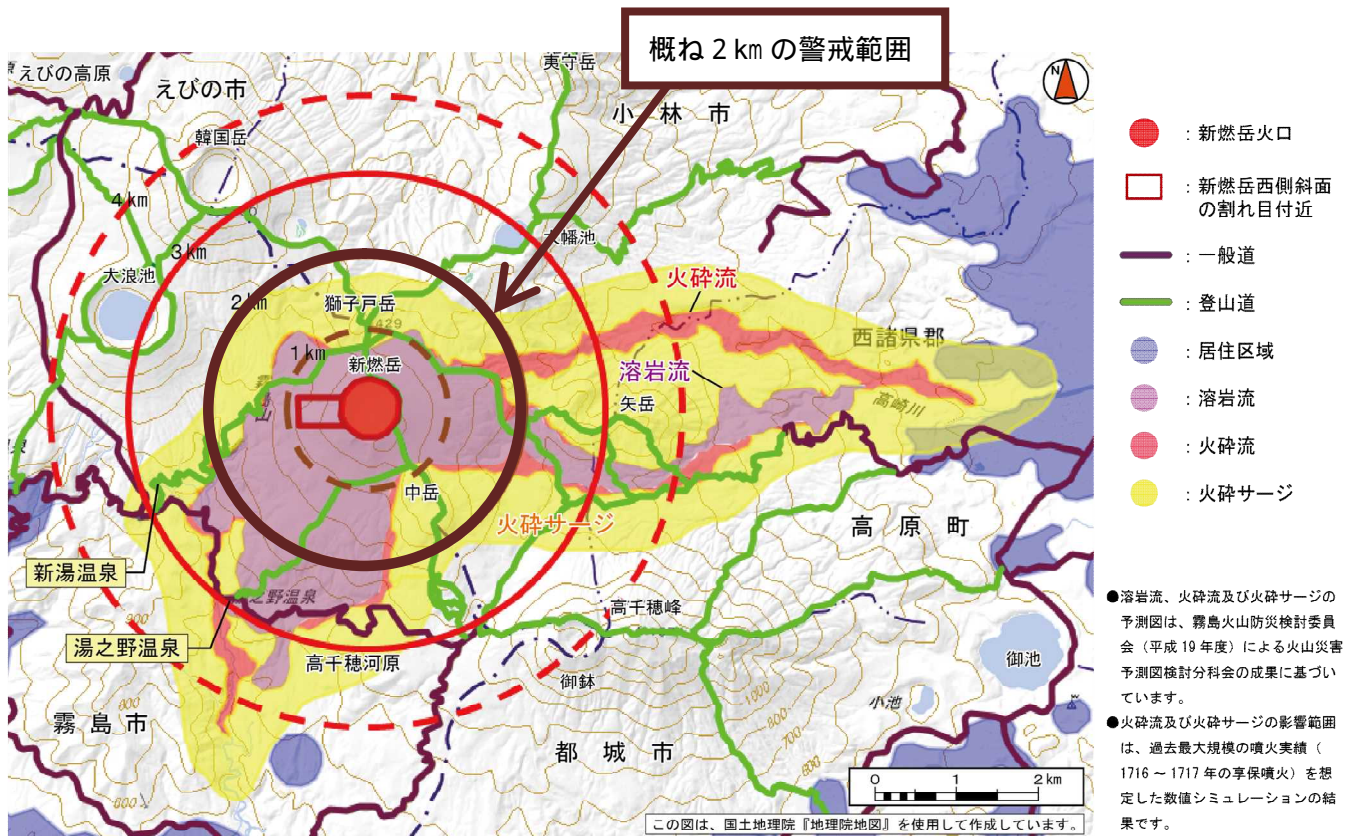 概ね2kmの警戒範囲
えびの高原
えびの市
夷守岳
小林市
N
韓国岳
4km
3km
大幡池
大浪池
2km
獅子戸岳
429
火砕流
西諸県郡
1km
新燃岳
溶岩流
矢岳
高崎川
霧島山
中岳
火砕サージ
高原町
新湯温泉
湯之野温泉
高千穂峰
高千穂河原
御鉢
御池
小池
霧島市
都城市
900
800
800
1000
900
700
600
0 1 2km
この図は、国土地理院『地理院地図』を使用して作成しています。
:新燃岳火口
:新燃岳西側斜面
の割れ目付近
:一般道
:登山道
:居住区域
:溶岩流
:火砕流
:火砕サージ
●溶岩流、火砕流及び火砕サージの
予測図は、霧島火山防災検討委員
会(平成19年度)による火山災害
予測図検討分科会の成果に基づい
ています。
●火砕流及び火砕サージの影響範囲
は、過去最大規模の噴火実績(
1716~1717年の享保噴火)を想
定した数値シミュレーションの結
果です。